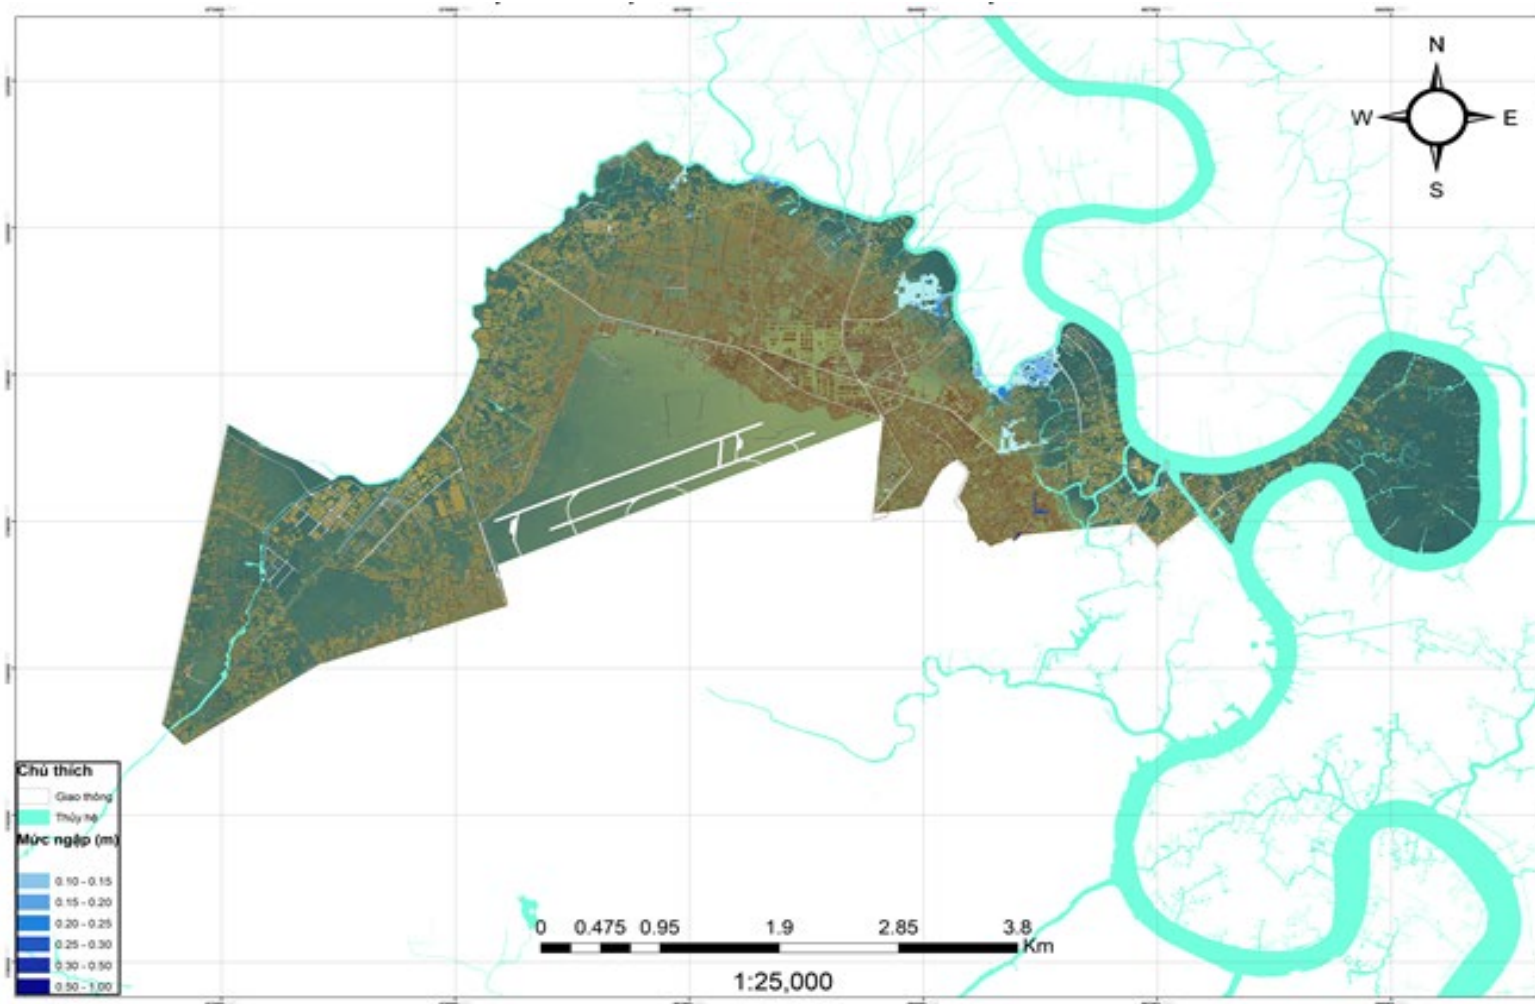 N
W E
S
Chú thích
Giao thông
Thủy hệ
Mức ngập (m)
0.10 - 0.15
0.15 - 0.20
0.20 - 0.25
0.25 - 0.30
0.30 - 0.50
0.50 - 1.00
0 0.475 0.95 1.9 2.85 3.8
Km
1:25,000